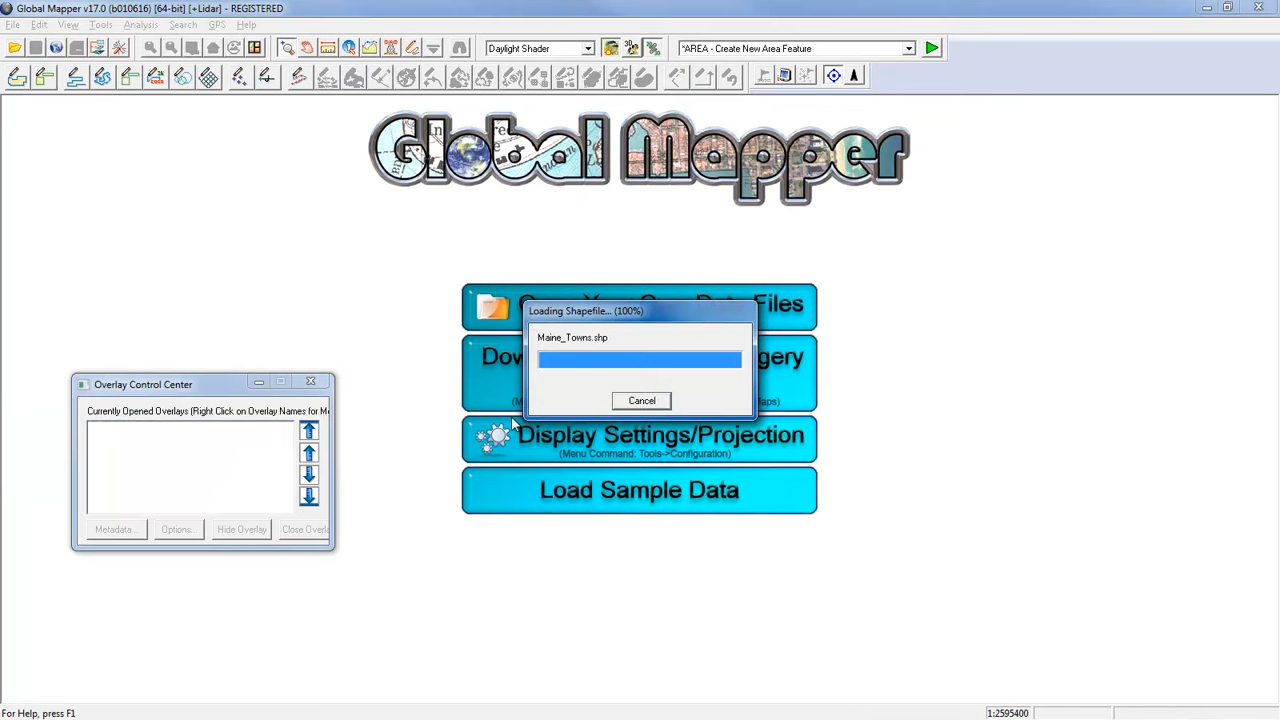 Global Mapper v17.0 (b010616) [64-bit] [+Lidar] - REGISTERED
File Edit View Tools Analysis Search GPS Help
Daylight Shader
*AREA - Create New Area Feature
Global Mapper
Files
Loading Shapefile... (100%)
Maine_Towns.shp
Dow
gery
Cancel
Overlay Control Center
Currently Opened Overlays (Right Click on Overlay Names for M
Display Settings/Projection
(Menu Command: Tools->Configuration)
Load Sample Data
Metadata... Options... Hide Overlay Close Overl
For Help, press F1
1:2595400